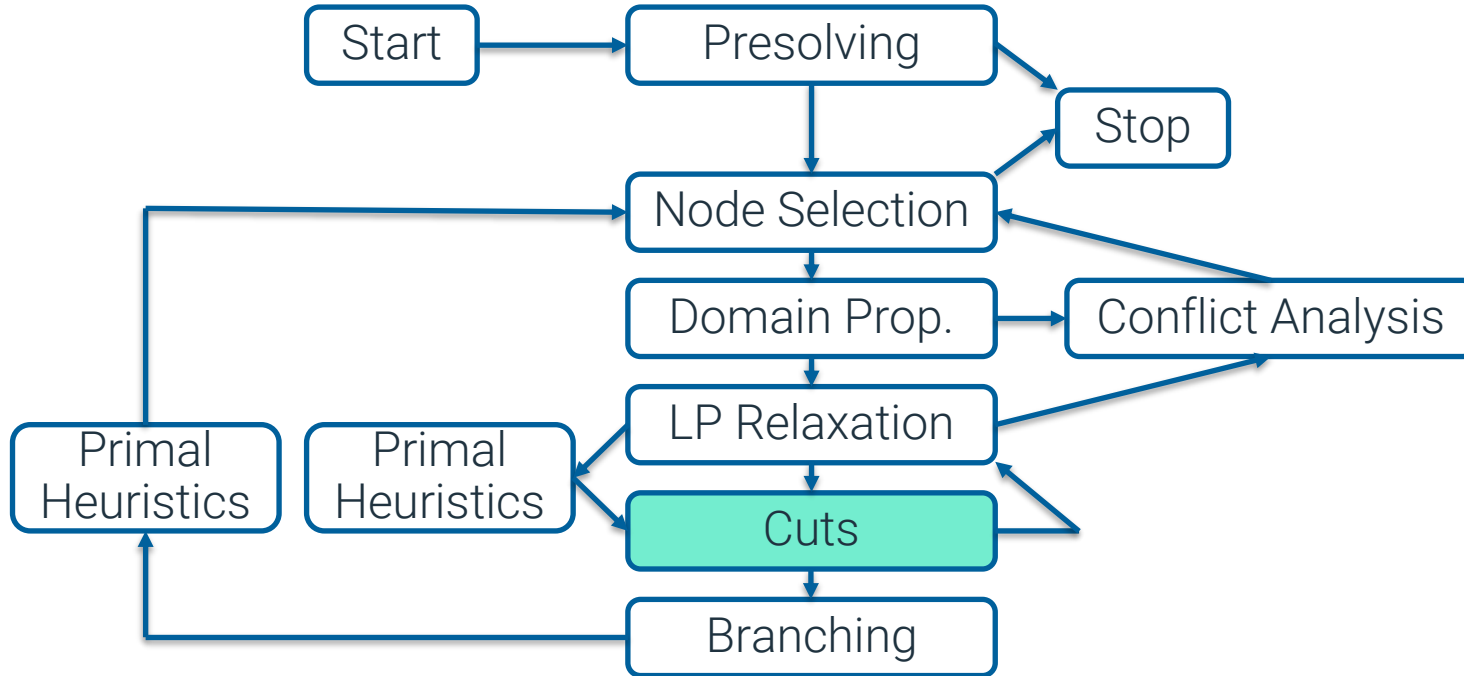 Start
Presolving
Stop
Node Selection
Domain Prop.
Conflict Analysis
LP Relaxation
Primal
Heuristics
Primal
Heuristics
Cuts
Branching